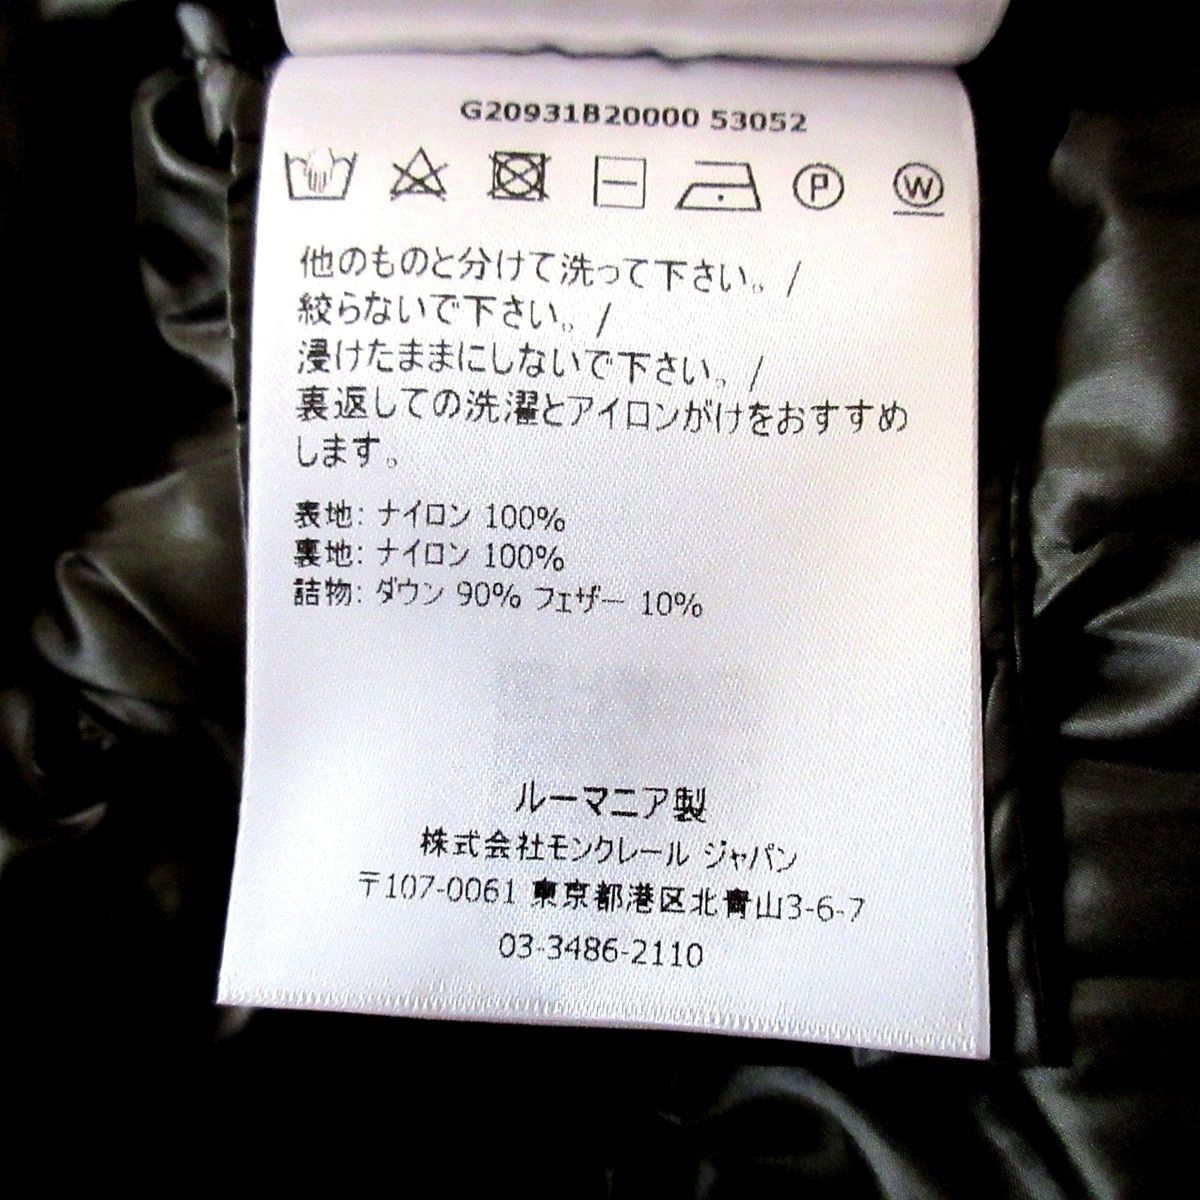 G20931B20000 53052
P W
他のものと分けて洗って下さい。/
絞らないで下さい。/
浸けたままにしないで下さい。/
裏返しての洗濯とアイロンがけをおすすめ
します。
表地: ナイロン 100%
裏地: ナイロン 100%
詰物: ダウン 90% フェザー 10%
ルーマニア製
株式会社モンクレール ジャパン
〒107-0061 東京都港区北青山3-6-7
03-3486-2110